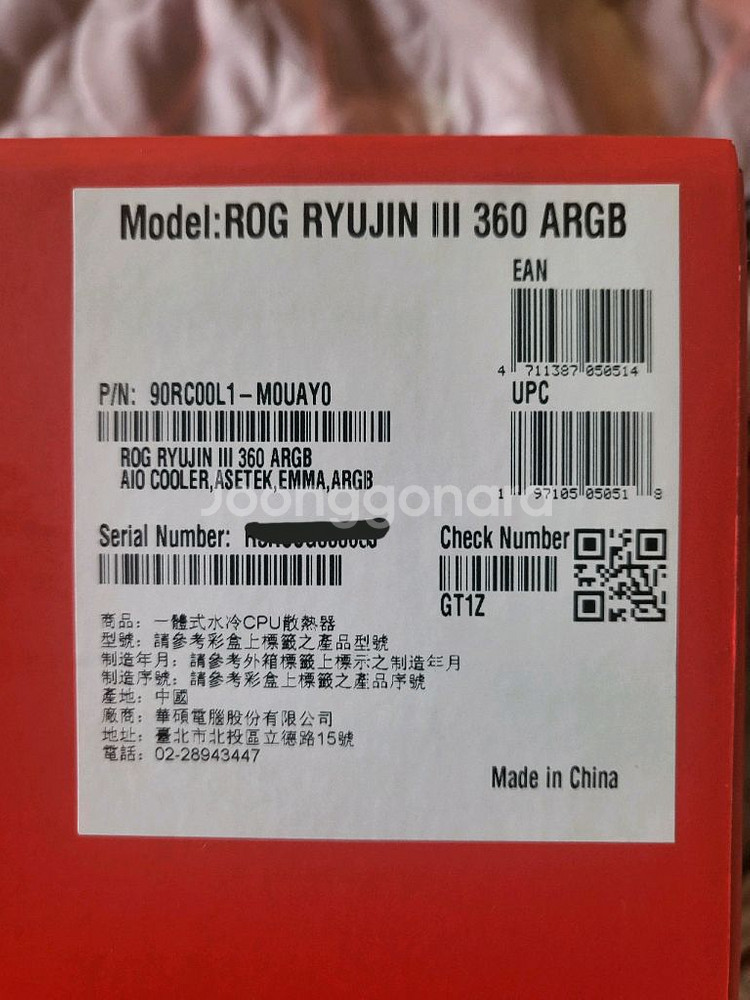 Model:ROG RYUJIN III 360 ARGB
EAN
4 711387 050514
P/N: 90RC00L1-M0UAY0
UPC
ROG RYUJIN III 360 ARGB
AIO COOLER,ASETEK,EMMA,ARGB
1 97105 05051 8
Joonggonara
Serial Number:
Check Number
GT1Z
商品：一體式水冷CPU散熱器
型號：請參考彩盒上標籤之產品型號
制造年月：請參考外箱標籤上標示之制造年月
制造序號：請參考彩盒上標籤之產品序號
產地：中國
廠商：華碩電腦股份有限公司
地址：臺北市北投區立德路15號
電話：02-28943447
Made in China